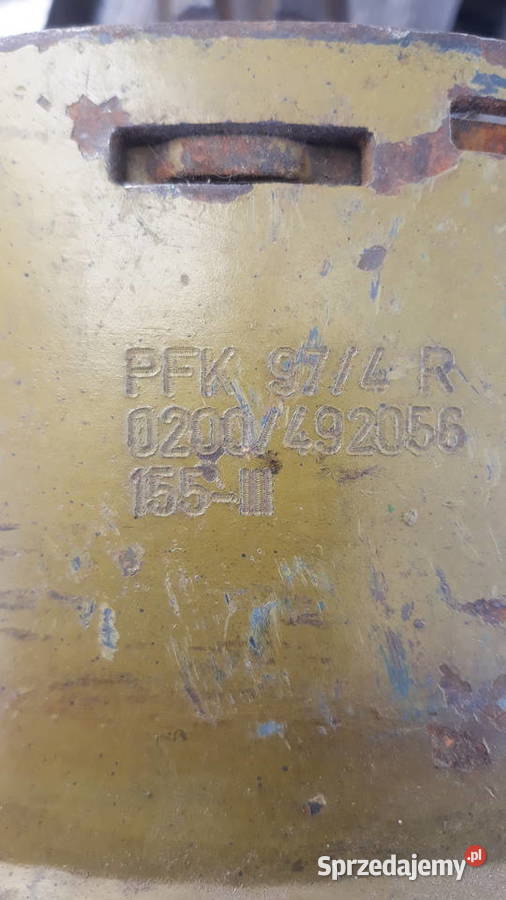 PFK 97/4 R
0200/492056
155-III
Sprzedajemy.pl